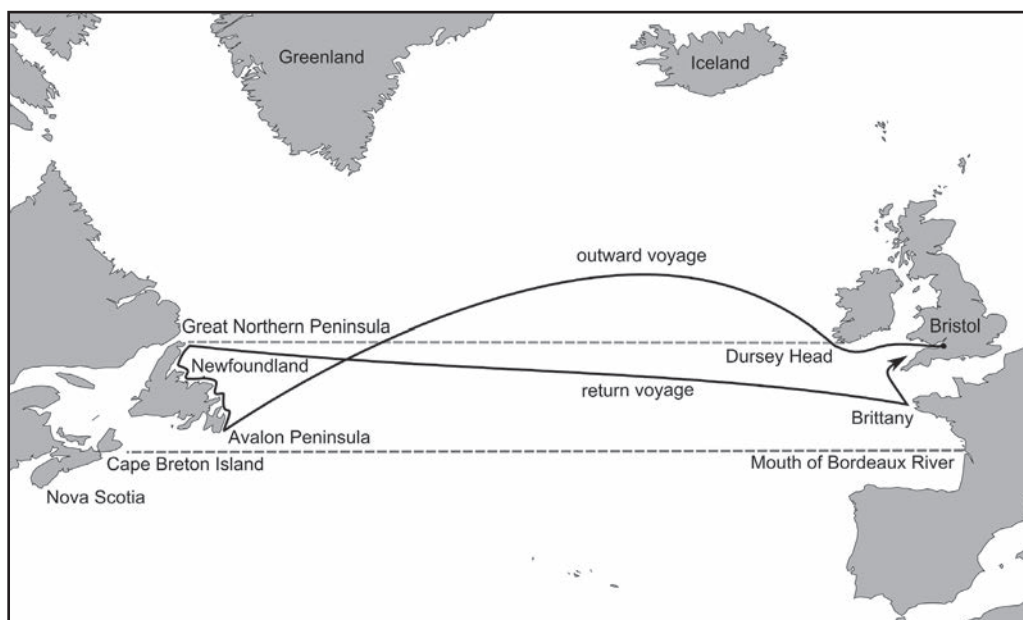 Greenland
Iceland
outward voyage
Great Northern Peninsula
Bristol
Dursey Head
Newfoundland
return voyage
Brittany
Avalon Peninsula
Cape Breton Island
Mouth of Bordeaux River
Nova Scotia